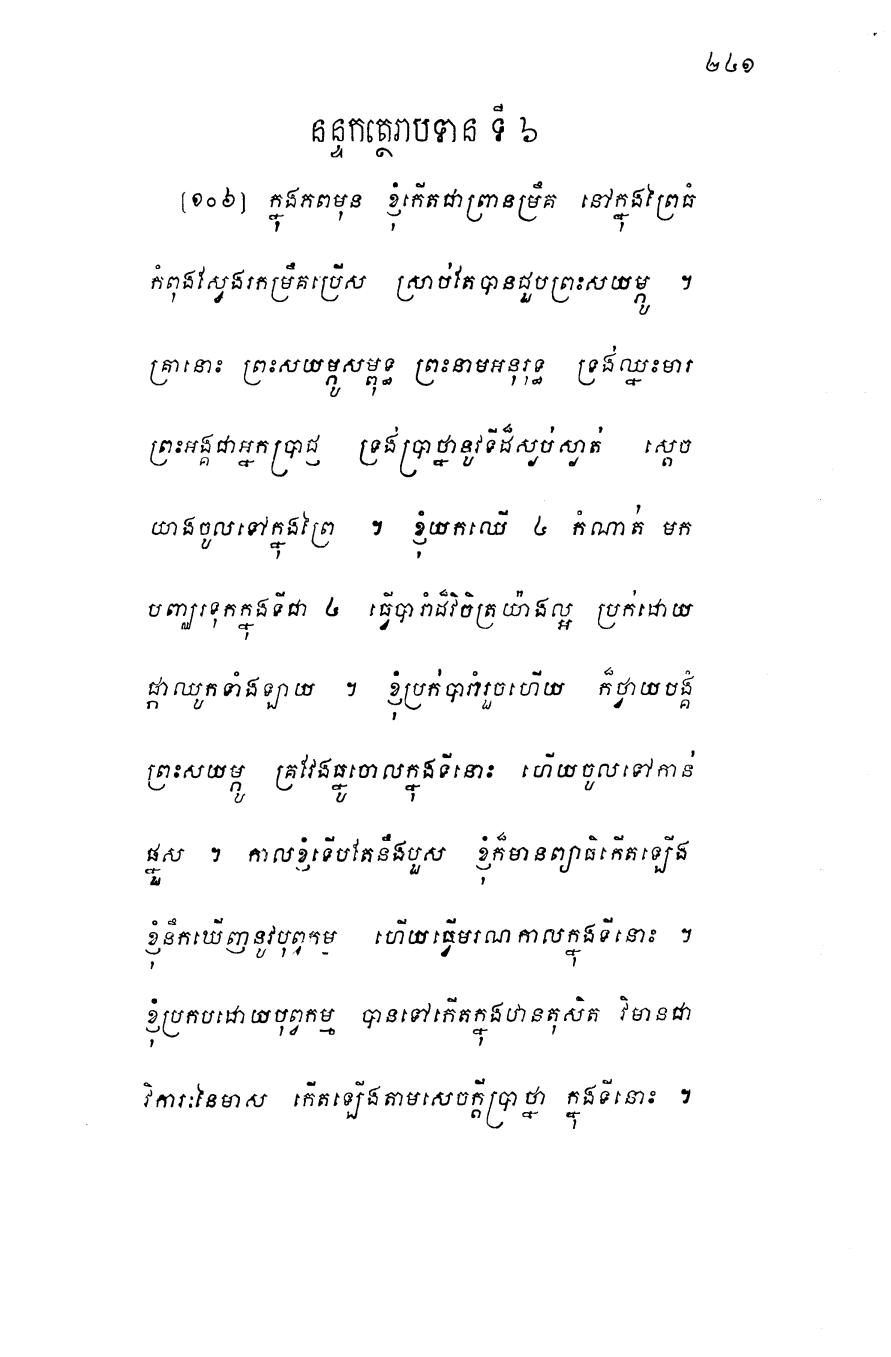 ២៤១
នន្ទកត្ថេរាបទាន ទី ៦
[១០៦] ក្នុងកពមុន ខ្ញុំកើតជាព្រានម្រឹគ នៅក្នុងព្រៃធំ
កំពុងស្វែងរកម្រឹគប្រើស ស្រាប់តែបានជួបព្រះសយម្ភូ ។
គ្រានោះ ព្រះសយម្ភូសម្ពុទ្ធ ព្រះនាមអនុរុទ្ធ ទ្រង់ឈ្នះមារ
ព្រះអង្គជាអ្នកប្រាជ្ញ ទ្រង់ប្រាថ្នានូវទីដ៏ស្ងប់ស្ងាត់ ស្តេច
យាងចូលទៅក្នុងព្រៃ ។ ខ្ញុំយកឈើ ៤ កំណាត់ មក
បញ្ឈរទុកក្នុងទីជា ៤ ធ្វើបារាំដ៏វិចិត្រយ៉ាងល្អ ប្រក់ដោយ
ផ្កាឈូកទាំងឡាយ ។ ខ្ញុំប្រក់បារាំរួចហើយ ក៏ថ្វាយបង្គំ
ព្រះសយម្ភូ គ្រវែងធ្នូចោលក្នុងទីនោះ ហើយចូលទៅកាន់
ផ្នួស ។ កាលខ្ញុំទើបតែនឹងបួស ខ្ញុំក៏មានព្យាធិកើតឡើង
ខ្ញុំនឹកឃើញនូវបុព្វកម្ម ហើយធ្វើមរណកាលក្នុងទីនោះ ។
ខ្ញុំប្រកបដោយបុព្វកម្ម បានទៅកើតក្នុងឋានតុសិត វិមានជា
វិការៈនៃមាស កើតឡើងតាមសេចក្តីប្រាថ្នា ក្នុងទីនោះ ។